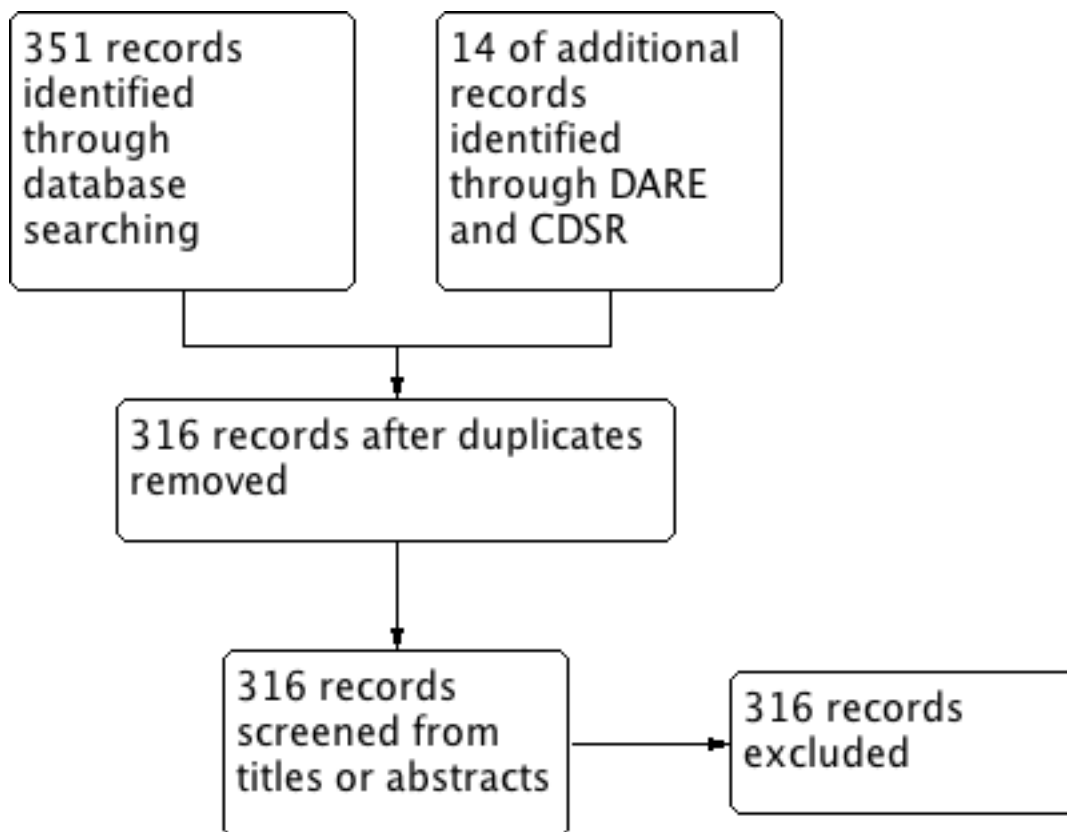 351 records
identified
through
database
searching
14 of additional
records
identified
through DARE
and CDSR
316 records after duplicates
removed
316 records
screened from
titles or abstracts
316 records
excluded